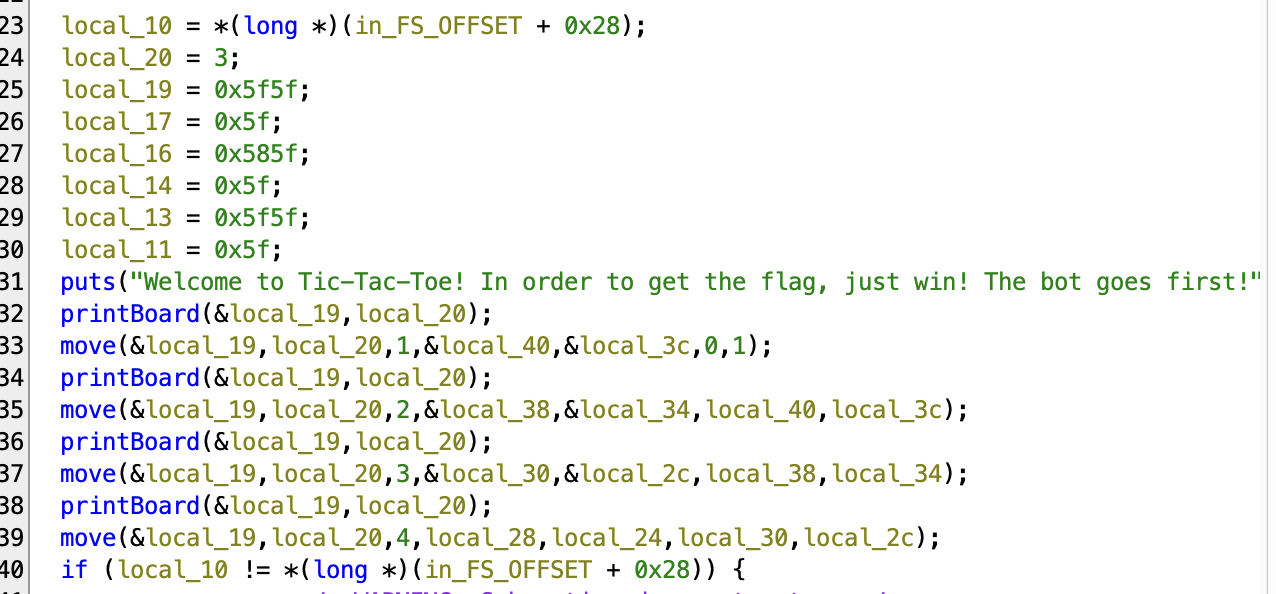 23 local_10 = *(long *)(in_FS_OFFSET + 0x28);
24 local_20 = 3;
25 local_19 = 0x5f5f;
26 local_17 = 0x5f;
27 local_16 = 0x585f;
28 local_14 = 0x5f;
29 local_13 = 0x5f5f;
30 local_11 = 0x5f;
31 puts("Welcome to Tic-Tac-Toe! In order to get the flag, just win! The bot goes first!"
32 printBoard(&local_19,local_20);
33 move(&local_19,local_20,1,&local_40,&local_3c,0,1);
34 printBoard(&local_19,local_20);
35 move(&local_19,local_20,2,&local_38,&local_34,local_40,local_3c);
36 printBoard(&local_19,local_20);
37 move(&local_19,local_20,3,&local_30,&local_2c,local_38,local_34);
38 printBoard(&local_19,local_20);
39 move(&local_19,local_20,4,local_28,local_24,local_30,local_2c);
40 if (local_10 != *(long *)(in_FS_OFFSET + 0x28)) {